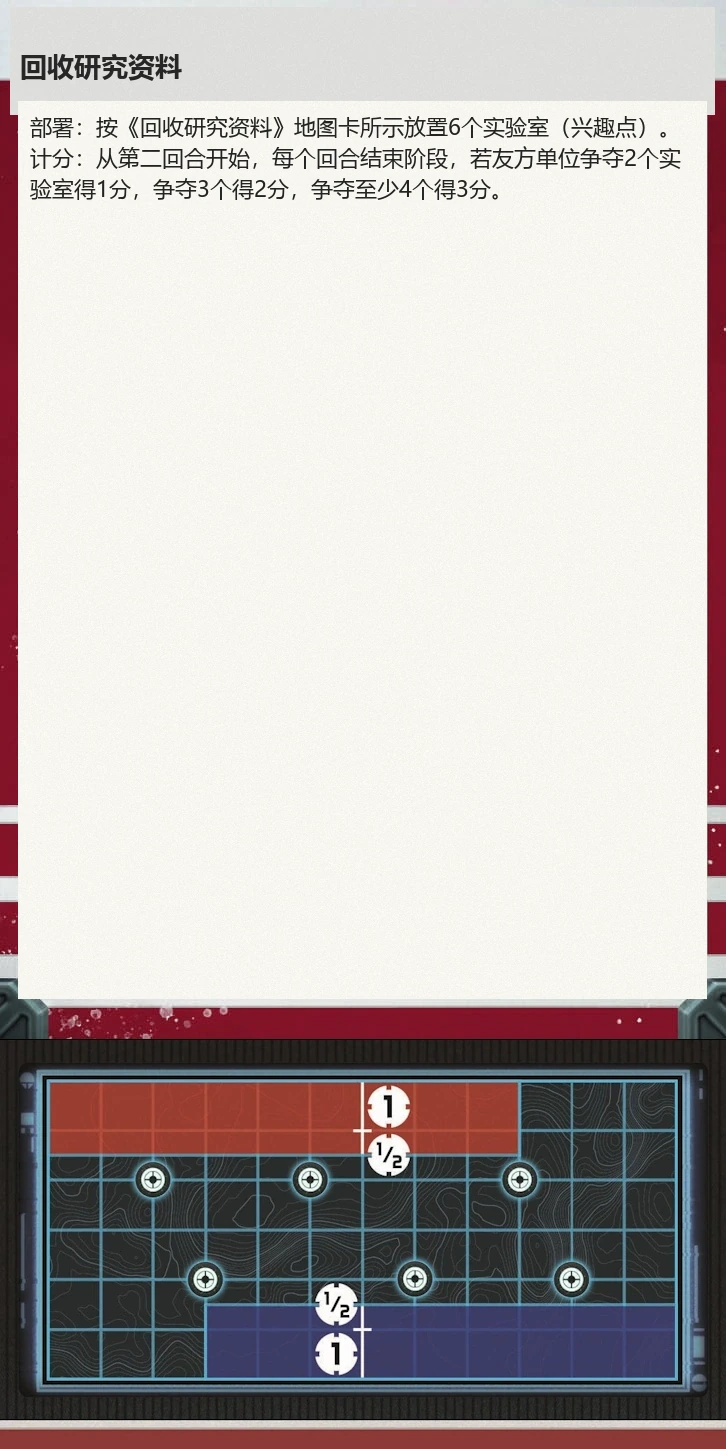 回收研究资料
部署：按《回收研究资料》地图卡所示放置6个实验室（兴趣点）。
计分：从第二回合开始，每个回合结束阶段，若友方单位争夺2个实
验室得1分，争夺3个得2分，争夺至少4个得3分。
1
1/2
1/2
1